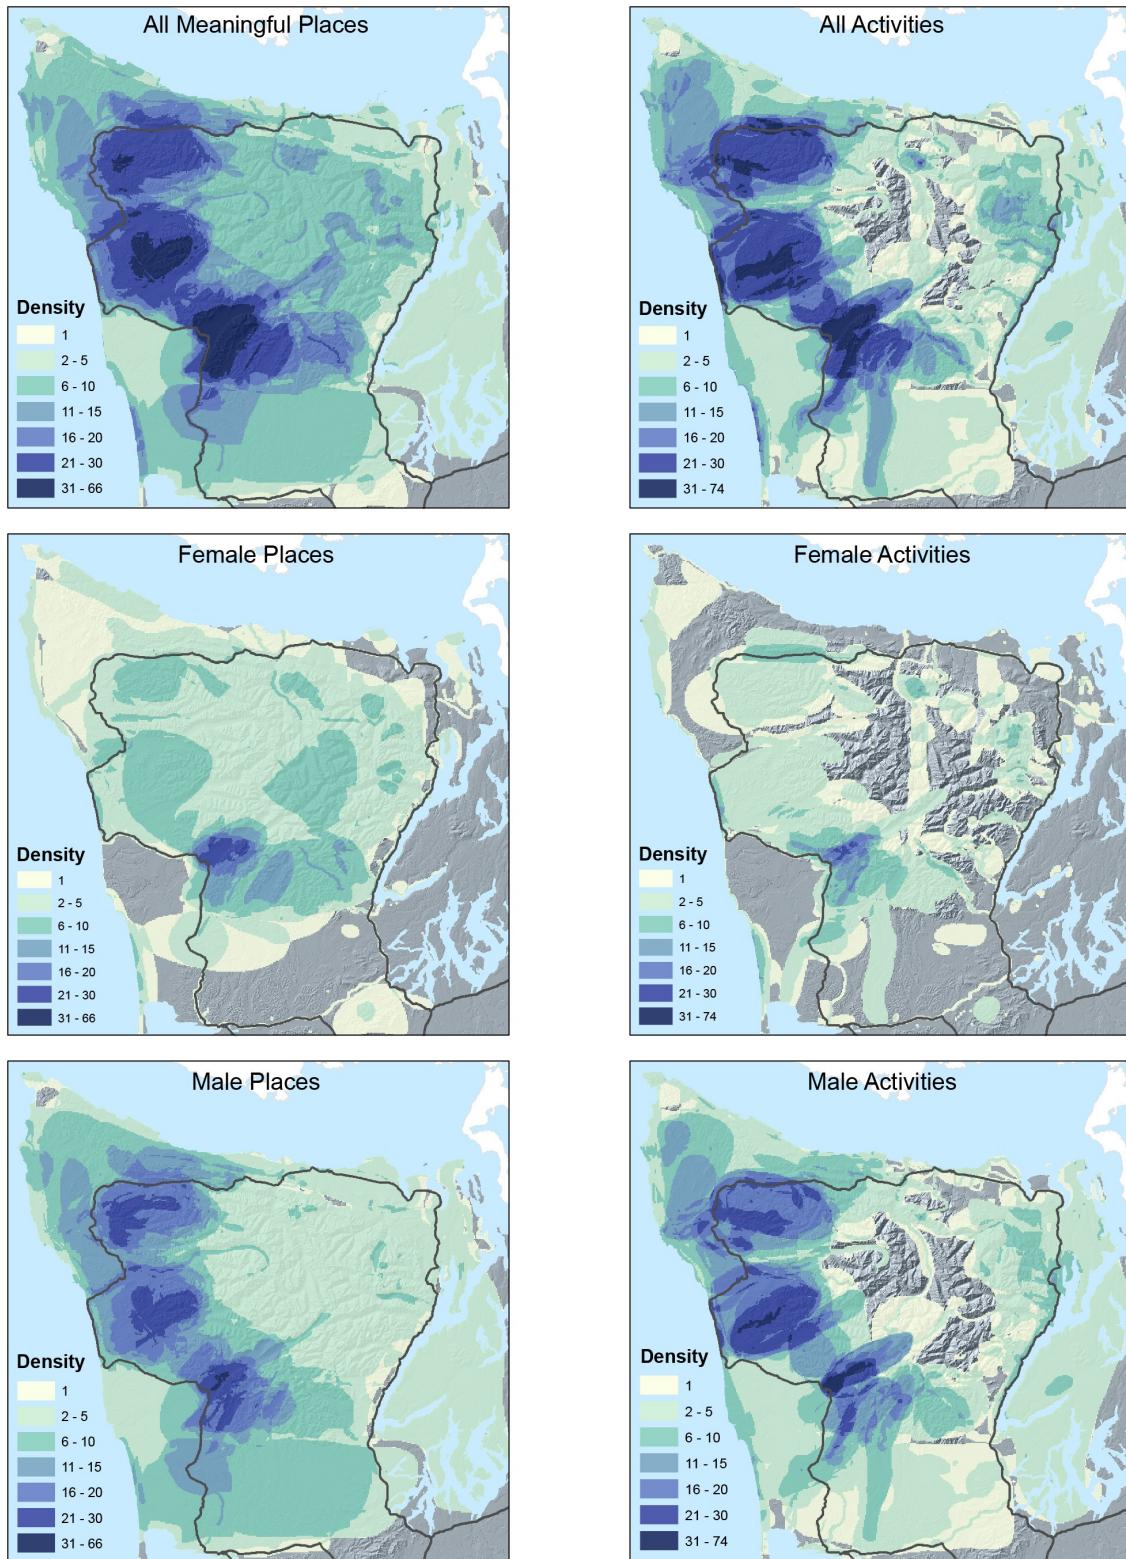 All Meaningful Places
Density
1
2 - 5
6 - 10
11 - 15
16 - 20
21 - 30
31 - 66
All Activities
Density
1
2 - 5
6 - 10
11 - 15
16 - 20
21 - 30
31 - 74
Female Places
Density
1
2 - 5
6 - 10
11 - 15
16 - 20
21 - 30
31 - 66
Female Activities
Density
1
2 - 5
6 - 10
11 - 15
16 - 20
21 - 30
31 - 74
Male Places
Density
1
2 - 5
6 - 10
11 - 15
16 - 20
21 - 30
31 - 66
Male Activities
Density
1
2 - 5
6 - 10
11 - 15
16 - 20
21 - 30
31 - 74